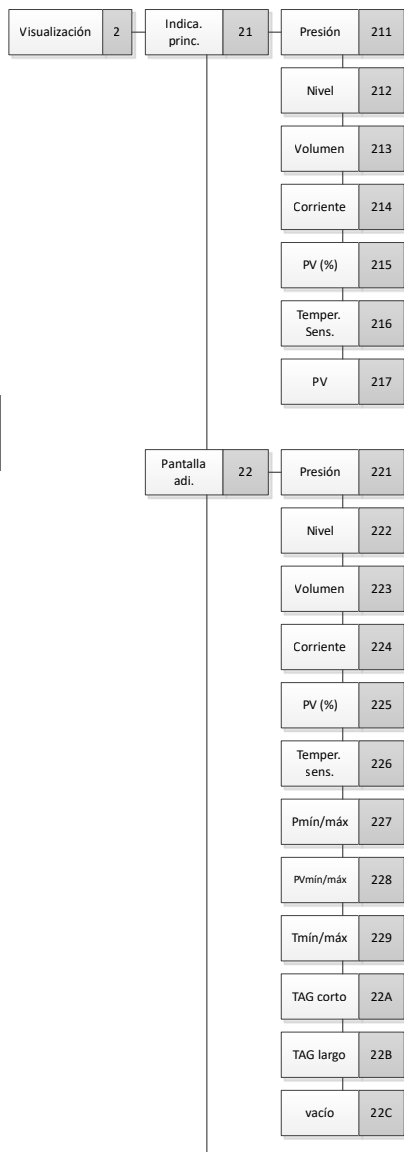 Visualización 2 Indica. princ. 21 Presión 211
Nivel 212
Volumen 213
Corriente 214
PV (%) 215
Temper. Sens. 216
PV 217
Pantalla adi. 22 Presión 221
Nivel 222
Volumen 223
Corriente 224
PV (%) 225
Temper. sens. 226
Pmín/máx 227
PVmín/máx 228
Tmín/máx 229
TAG corto 22A
TAG largo 22B
vacío 22C